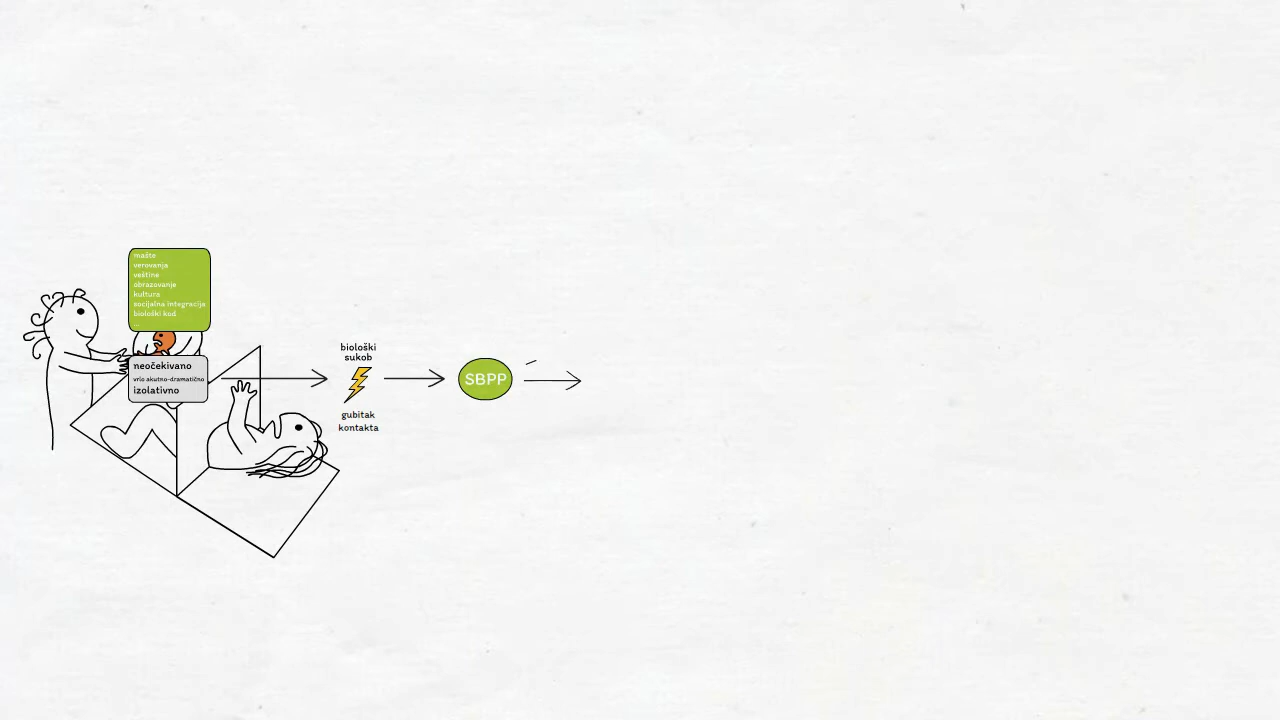 mašte
verovanja
veštine
obrazovanje
kultura
socijalna integracija
biološki kod
...
neočekivano
vrlo akutno-dramatično
izolativno
biološki
sukob
gubitak
kontakta
SBPP